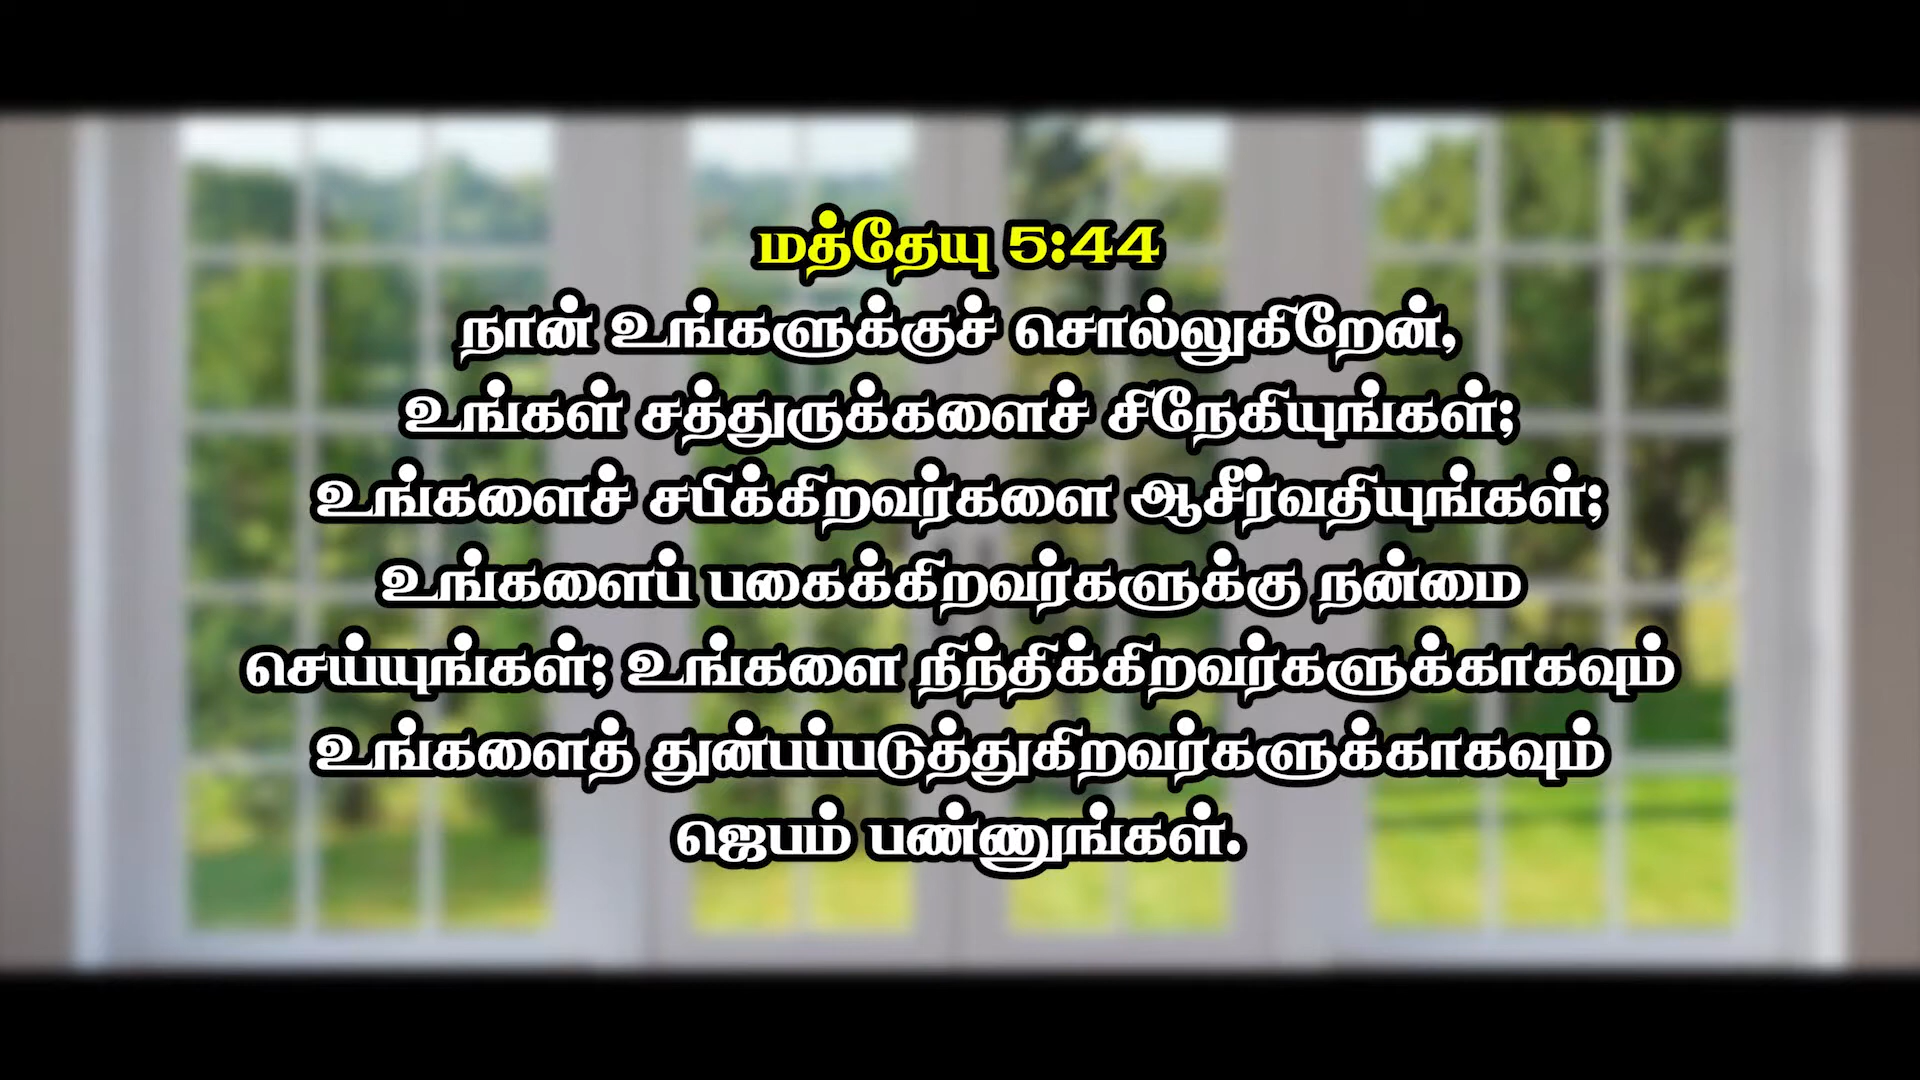 மத்தேயு 5:44
நான் உங்களுக்குச் சொல்லுகிறேன்,
உங்கள் சத்துருக்களைச் சிநேகியுங்கள்;
உங்களைச் சபிக்கிறவர்களை ஆசீர்வதியுங்கள்;
உங்களைப் பகைக்கிறவர்களுக்கு நன்மை
செய்யுங்கள்; உங்களை நிந்திக்கிறவர்களுக்காகவும்
உங்களைத் துன்பப்படுத்துகிறவர்களுக்காகவும்
ஜெபம் பண்ணுங்கள்.